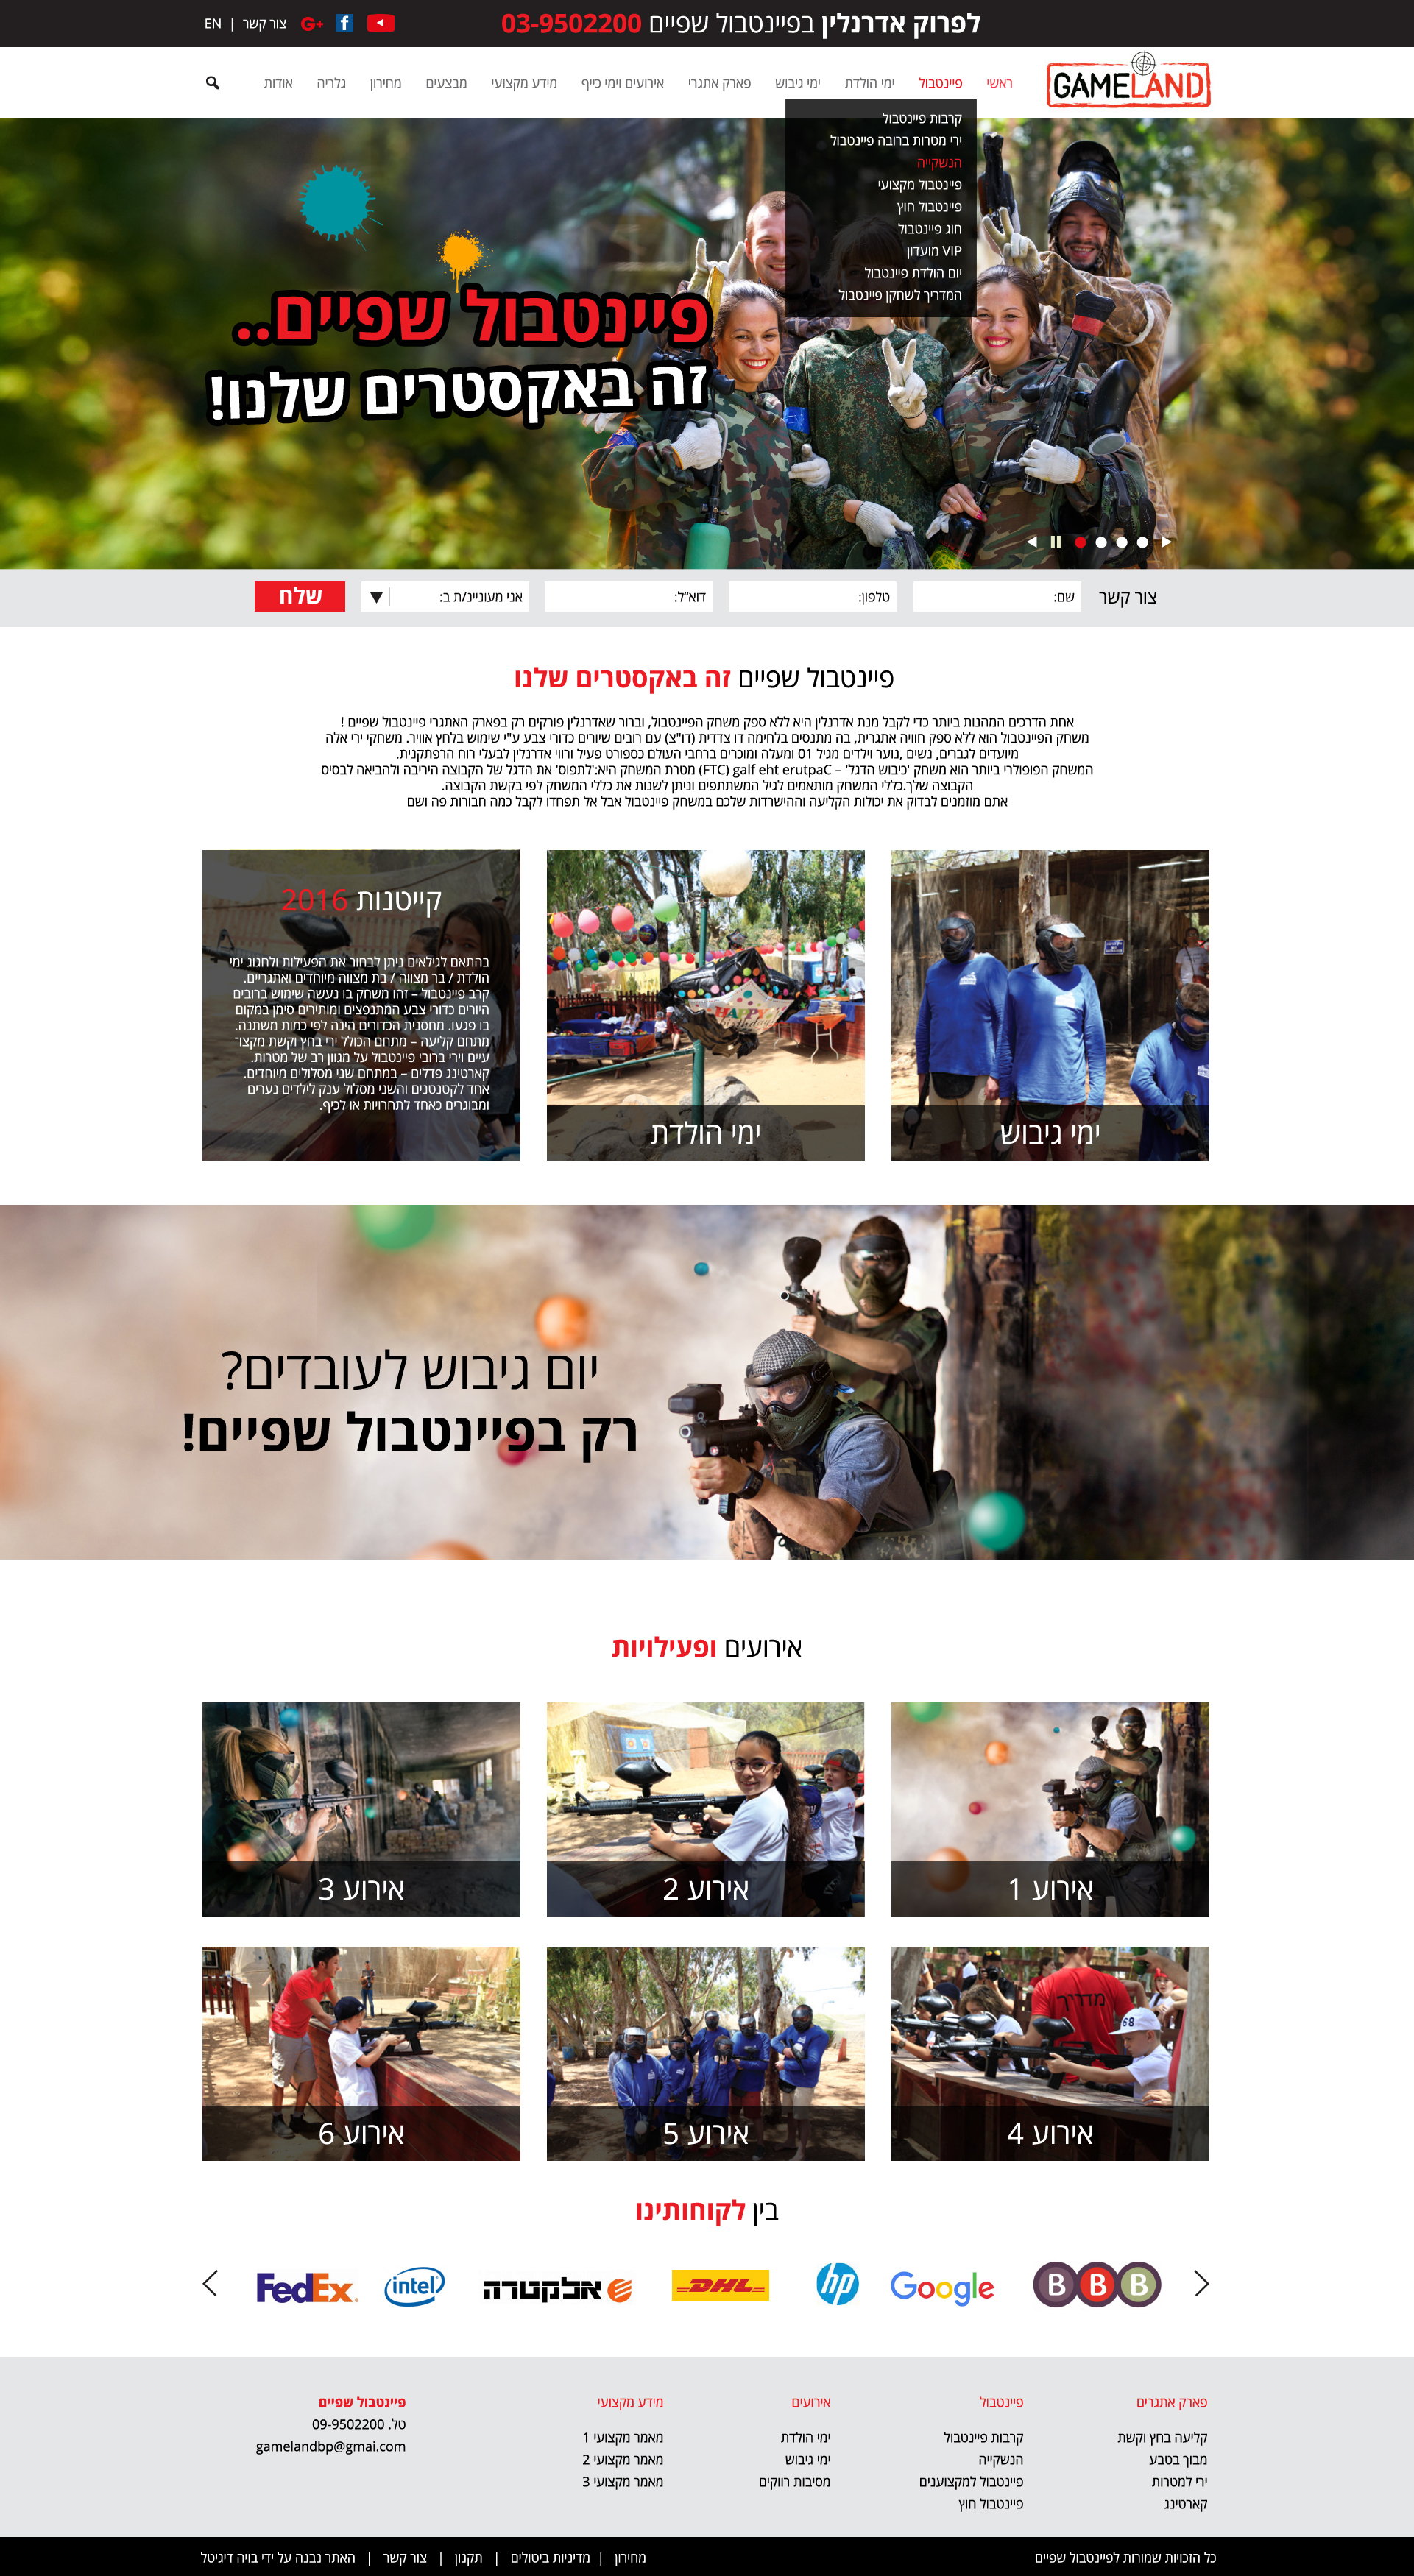 לפרוק אדרנלין בפיינטבול שפיים 03-9502200
צור קשר | EN
GAMELAND
ראשי פיינטבול ימי הולדת ימי גיבוש פארק אתגרי אירועים וימי כייף מידע מקצועי מבצעים מחירון גלריה אודות
קרבות פיינטבול
ירי מטרות ברובה פיינטבול
הנשקייה
פיינטבול מקצועי
פיינטבול חוץ
חוג פיינטבול
VIP מועדון
יום הולדת פיינטבול
המדריך לשחקן פיינטבול
פיינטבול שפיים..
זה באקסטרים שלנו!
צור קשר שם: טלפון: דוא״ל: אני מעוניינ/ת ב: שלח
פיינטבול שפיים זה באקסטרים שלנו
אחת הדרכים המהנות ביותר כדי לקבל מנת אדרנלין היא ללא ספק משחק הפיינטבול, וברור שאדרנלין פורקים רק בפארק האתגרי פיינטבול שפיים !
משחק הפיינטבול הוא ללא ספק חוויה אתגרית, בה מתנסים בלחימה דו צדדית (דו"צ) עם רובים שיורים כדורי צבע ע"י שימוש בלחץ אוויר. משחקי ירי אלה
מיועדים לגברים, נשים ,נוער וילדים מגיל 01 ומעלה ומוכרים ברחבי העולם כספורט פעיל ורווי אדרנלין לבעלי רוח הרפתקנית.
המשחק הפופולרי ביותר הוא משחק 'כיבוש הדגל' – galf eht erutpaC (FTC) מטרת המשחק היא:'לתפוס' את הדגל של הקבוצה היריבה ולהביאה לבסיס
הקבוצה שלך.כללי המשחק מותאמים לגיל המשתתפים וניתן לשנות את כללי המשחק לפי בקשת הקבוצה.
אתם מוזמנים לבדוק את יכולות הקליעה וההישרדות שלכם במשחק פיינטבול אבל אל תפחדו לקבל כמה חבורות פה ושם
ימי גיבוש
HAPPY
ימי הולדת
קייטנות 2016
בהתאם לגילאים ניתן לבחור את הפעילות ולחגוג ימי
הולדת / בר מצווה / בת מצווה מיוחדים ואתגריים.
קרב פיינטבול – זהו משחק בו נעשה שימוש ברובים
היורים כדורי צבע המתנפצים ומותירים סימן במקום
בו פגעו. מחסנית הכדורים הינה לפי כמות משתנה.
מתחם קליעה – מתחם הכולל ירי בחץ וקשת מקצו־
עיים וירי ברובי פיינטבול על מגוון רב של מטרות.
קארטינג פדלים – במתחם שני מסלולים מיוחדים.
אחד לקטנטנים והשני מסלול ענק לילדים נערים
ומבוגרים כאחד לתחרויות או לכיף.
יום גיבוש לעובדים?
רק בפיינטבול שפיים!
אירועים ופעילויות
אירוע 1
אירוע 2
אירוע 3
מדריך
68
אירוע 4
אירוע 5
אירוע 6
בין לקוחותינו
BBB
Google
hp
DHL
אלקטרה
intel
FedEx
פארק אתגרים
קליעה בחץ וקשת
מבוך בטבע
ירי למטרות
קארטינג
פיינטבול
קרבות פיינטבול
הנשקייה
פיינטבול למקצוענים
פיינטבול חוץ
אירועים
ימי הולדת
ימי גיבוש
מסיבות רווקים
מידע מקצועי
מאמר מקצועי 1
מאמר מקצועי 2
מאמר מקצועי 3
פיינטבול שפיים
טל. 09-9502200
gamelandbp@gmai.com
כל הזכויות שמורות לפיינטבול שפיים
מחירון | מדיניות ביטולים | תקנון | צור קשר | האתר נבנה על ידי בויה דיגיטל